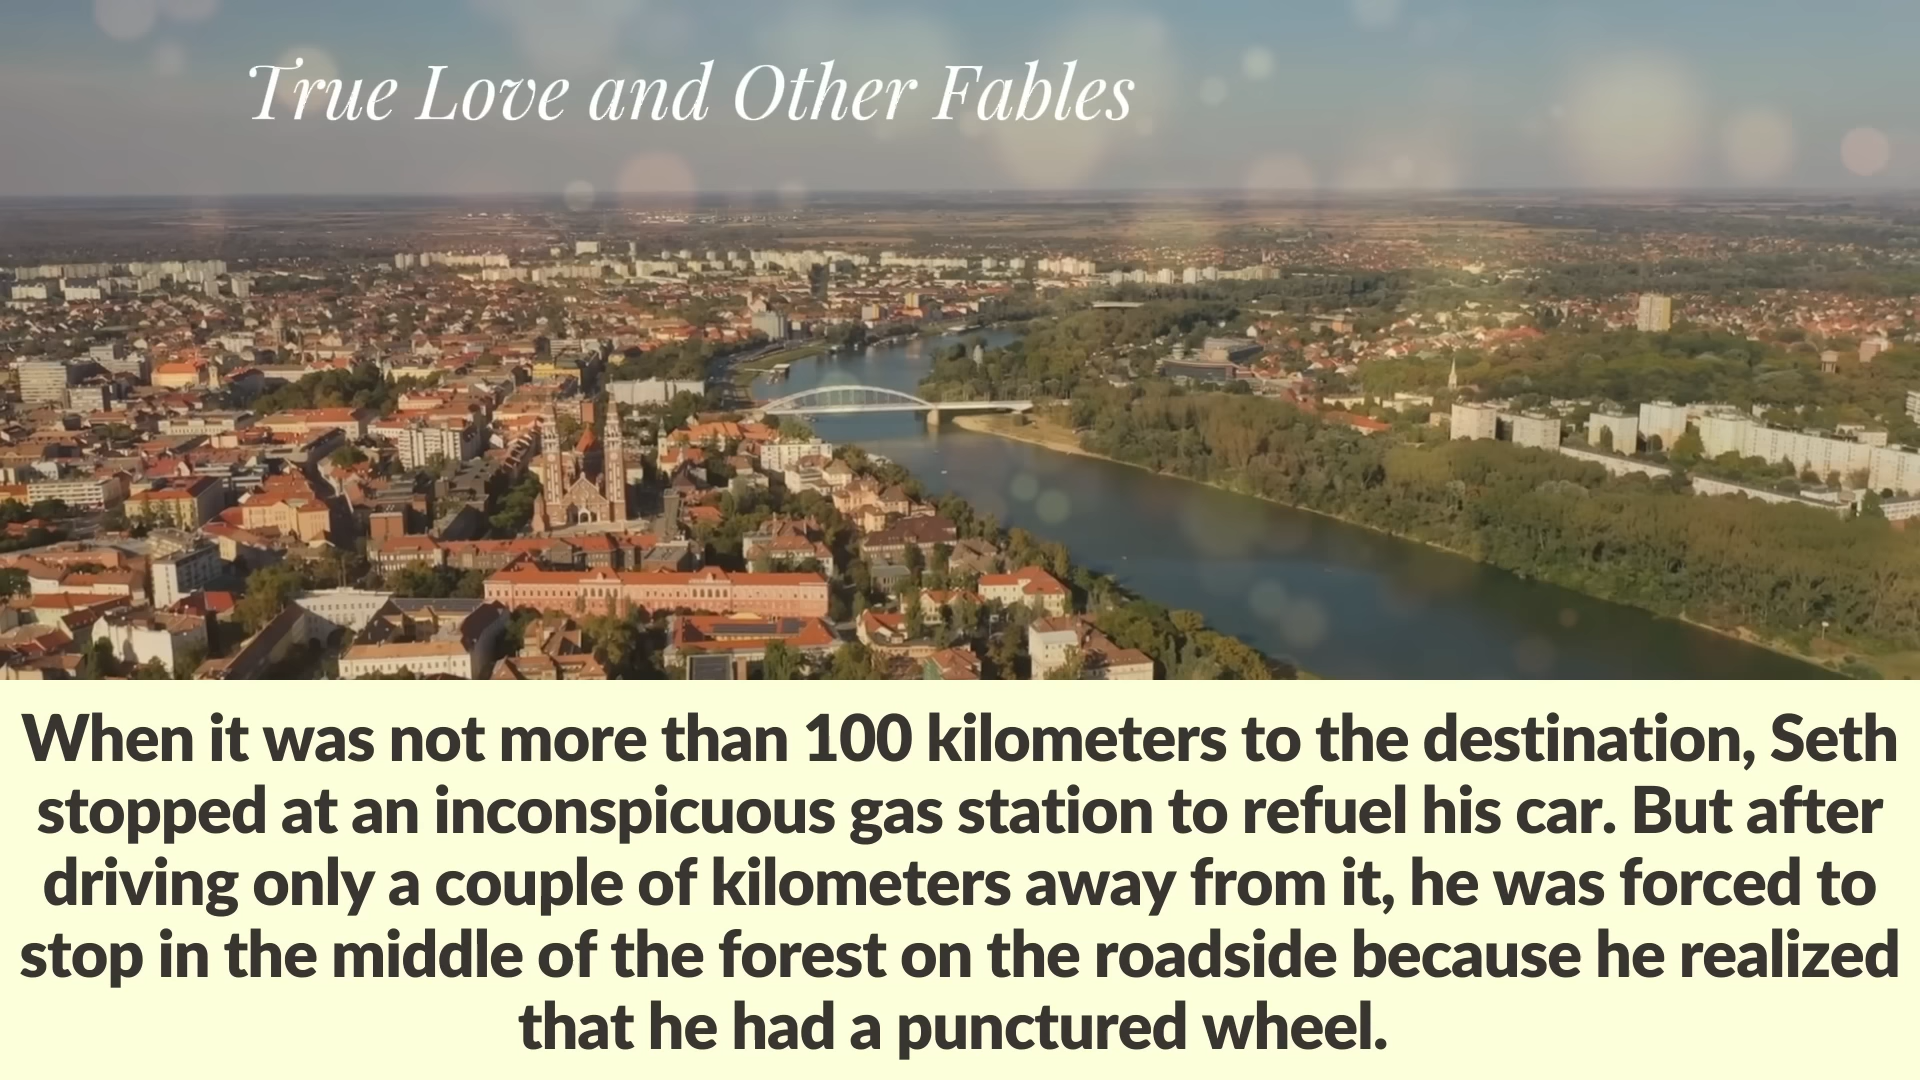 True Love and Other Fables
When it was not more than 100 kilometers to the destination, Seth
stopped at an inconspicuous gas station to refuel his car. But after
driving only a couple of kilometers away from it, he was forced to
stop in the middle of the forest on the roadside because he realized
that he had a punctured wheel.